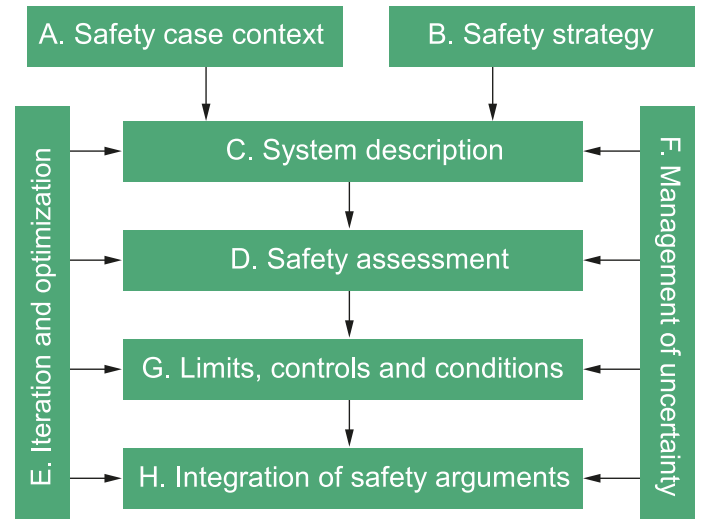 A. Safety case context
B. Safety strategy
C. System description
D. Safety assessment
G. Limits, controls and conditions
H. Integration of safety arguments
E. Iteration and optimization
F. Management of uncertainty